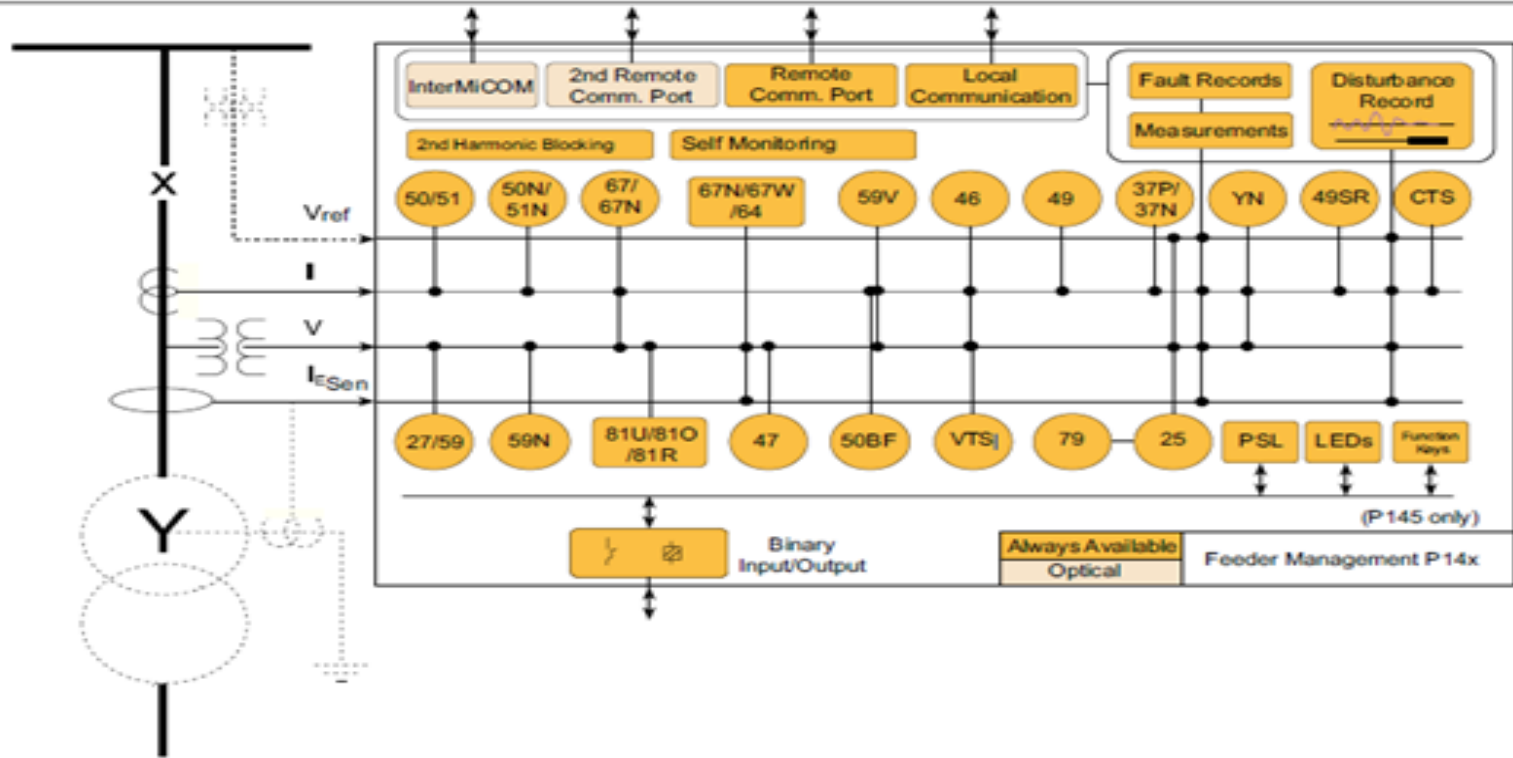 InterMiCOM
2nd Remote
Comm. Port
Remote
Comm. Port
Local
Communication
Fault Records
Measurements
Disturbance
Record
2nd Harmonic Blocking
Self Monitoring
X
50/51
50N/
51N
67/
67N
67N/67W
/64
59V
46
49
37P/
37N
YN
49SR
CTS
Vref
I
V
IESen
27/59
59N
81U/81O
/81R
47
50BF
VTS
79
25
PSL
LEDs
Function
Keys
Y
(P145 only)
Binary
Input/Output
Always Available
Optical
Feeder Management P14x